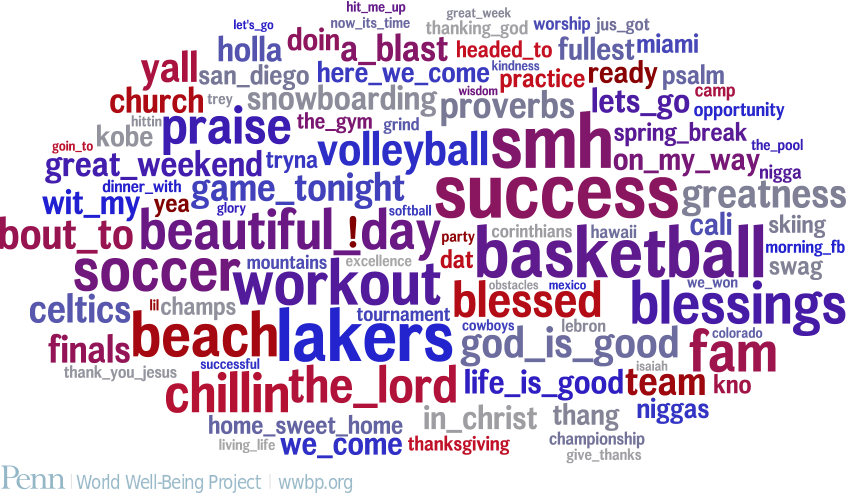 hit_me_up
let's_go now_its_time great_week thanking_god worship jus_got
holla doin a_blast headed_to fullest miami
yall san_diego here_we_come kindness practice ready psalm
church trey snowboarding wisdom proverbs lets_go camp opportunity
hittin kobe praise the_gym grind smh spring_break
goin_to great_weekend tryna volleyball on_my_way the_pool nigga
dinner_with wit_my yea game_tonight success greatness
glory softball
bout_to beautiful_day ! party corinthians hawaii cali skiing
soccer mountains excellence dat basketball morning_fb swag
workout obstacles mexico we_won
celtics lil champs tournament blessed blessings
finals beach lakers cowboys lebron god_is_good fam colorado
thank_you_jesus successful isaiah
chillin the_lord life_is_good team kno
home_sweet_home in_christ thang niggas
living_life we_come thanksgiving championship
give_thanks
Penn | World Well-Being Project | wwbp.org